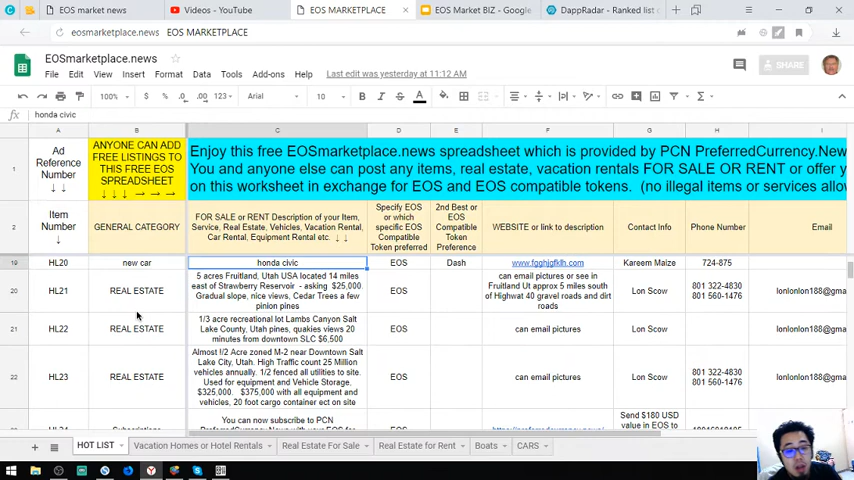 EOS market news
Videos - YouTube
EOS MARKETPLACE
EOS Market BIZ - Google
DappRadar - Ranked list
eosmarketplace.news EOS MARKETPLACE
EOSmarketplace.news
File Edit View Insert Format Data Tools Add-ons Help Last edit was yesterday at 11:12 AM
SHARE
100% $ % .0 .00 123 Arial 10 B I S A
fx honda civic
A B C D E F G H I
1
Ad
Reference
Number
↓ ↓
ANYONE CAN ADD
FREE LISTINGS TO
THIS FREE EOS
SPREADSHEET
↓ ↓ ↓ → → →
Enjoy this free EOSmarketplace.news spreadsheet which is provided by PCN PreferredCurrency.New
You and anyone else can post any items, real estate, vacation rentals FOR SALE OR RENT or offer y
on this worksheet in exchange for EOS and EOS compatible tokens. (no illegal items or services allow
2
Item
Number
↓
GENERAL CATEGORY
FOR SALE or RENT Description of your Item,
Service, Real Estate, Vehicles, Vacation Rental,
Car Rental, Equipment Rental etc. ↓ ↓
Specify EOS
or which
specific EOS
Compatible
Token preferred
2nd Best or
EOS
Compatible
Token
Preference
WEBSITE or link to description
Contact Info
Phone Number
Email
19 HL20 new car honda civic EOS Dash www.fgghjgfklh.com Kareem Maize 724-875
20 HL21 REAL ESTATE
5 acres Fruitland, Utah USA located 14 miles
east of Strawberry Reservoir - asking $25,000.
Gradual slope, nice views, Cedar Trees a few
pinion pines
EOS
can email pictures or see in
Fruitland Ut approx 5 miles south
of Highwat 40 gravel roads and dirt
roads
Lon Scow
801 322-4830
801 560-1476
lonlonlon188@gma
21 HL22 REAL ESTATE
1/3 acre recreational lot Lambs Canyon Salt
Lake County, Utah pines, quakies views 20
minutes from downtown SLC $6,500
EOS
can email pictures
22 HL23 REAL ESTATE
Almost !/2 Acre zoned M-2 near Downtown Salt
Lake City, Utah. High Traffic count 25 Million
vehicles annually. 1/2 fenced all utilities to site.
Used for equipment and Vehicle Storage.
$325,000. $375,000 with all equipment and
vehicles, 20 foot cargo container ect on site
EOS
can email pictures
Lon Scow
801 322-4830
801 560-1476
lonlonlon188@gma
You can now subscribe to PCN
Send $180 USD
value in EOS to
HOT LIST Vacation Homes or Hotel Rentals Real Estate For Sale Real Estate for Rent Boats CARS